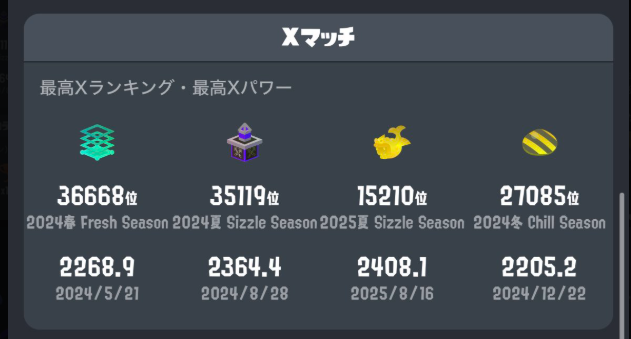 Xマッチ
最高Xランキング・最高Xパワー
36668位 35119位 15210位 27085位
2024春 Fresh Season 2024夏 Sizzle Season 2025夏 Sizzle Season 2024冬 Chill Season
2268.9 2364.4 2408.1 2205.2
2024/5/21 2024/8/28 2025/8/16 2024/12/22